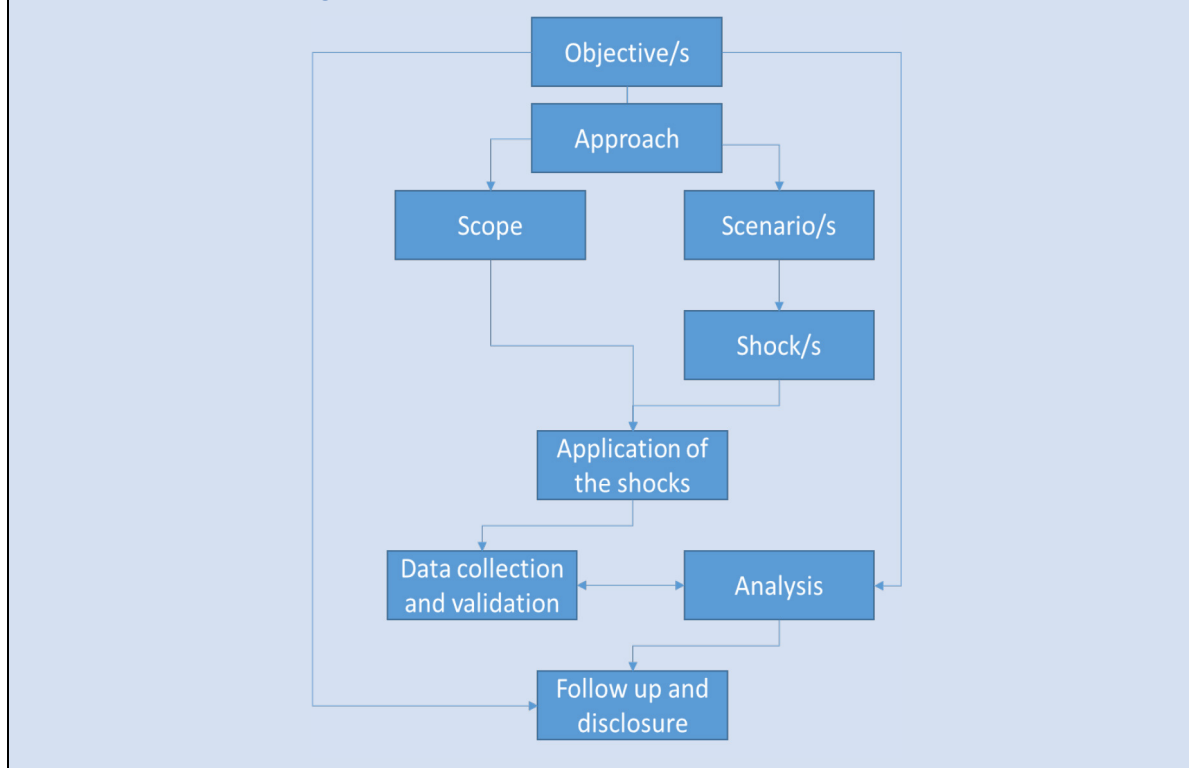 Objective/s
Approach
Scope
Scenario/s
Shock/s
Application of
the shocks
Data collection
and validation
Analysis
Follow up and
disclosure